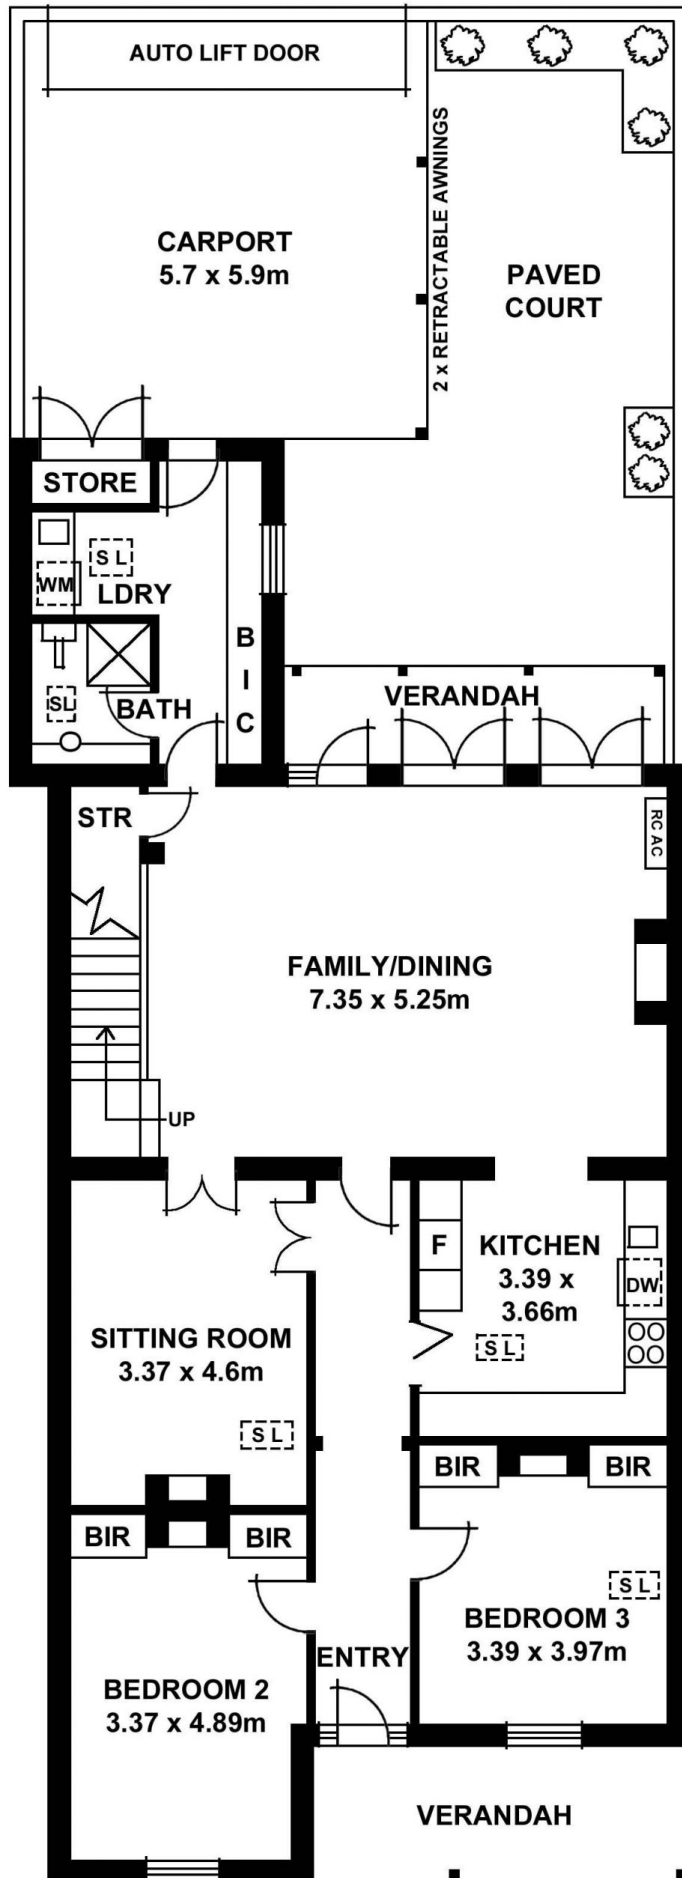 AUTO LIFT DOOR
2 x RETRACTABLE AWNINGS
CARPORT
5.7 x 5.9m
PAVED
COURT
STORE
S L
WM
LDRY
B
I
C
SL
BATH
VERANDAH
STR
RC AC
FAMILY/DINING
7.35 x 5.25m
UP
F
KITCHEN
3.39 x
3.66m
DW
S L
SITTING ROOM
3.37 x 4.6m
S L
BIR
BIR
BIR
BIR
S L
BEDROOM 3
3.39 x 3.97m
ENTRY
BEDROOM 2
3.37 x 4.89m
VERANDAH